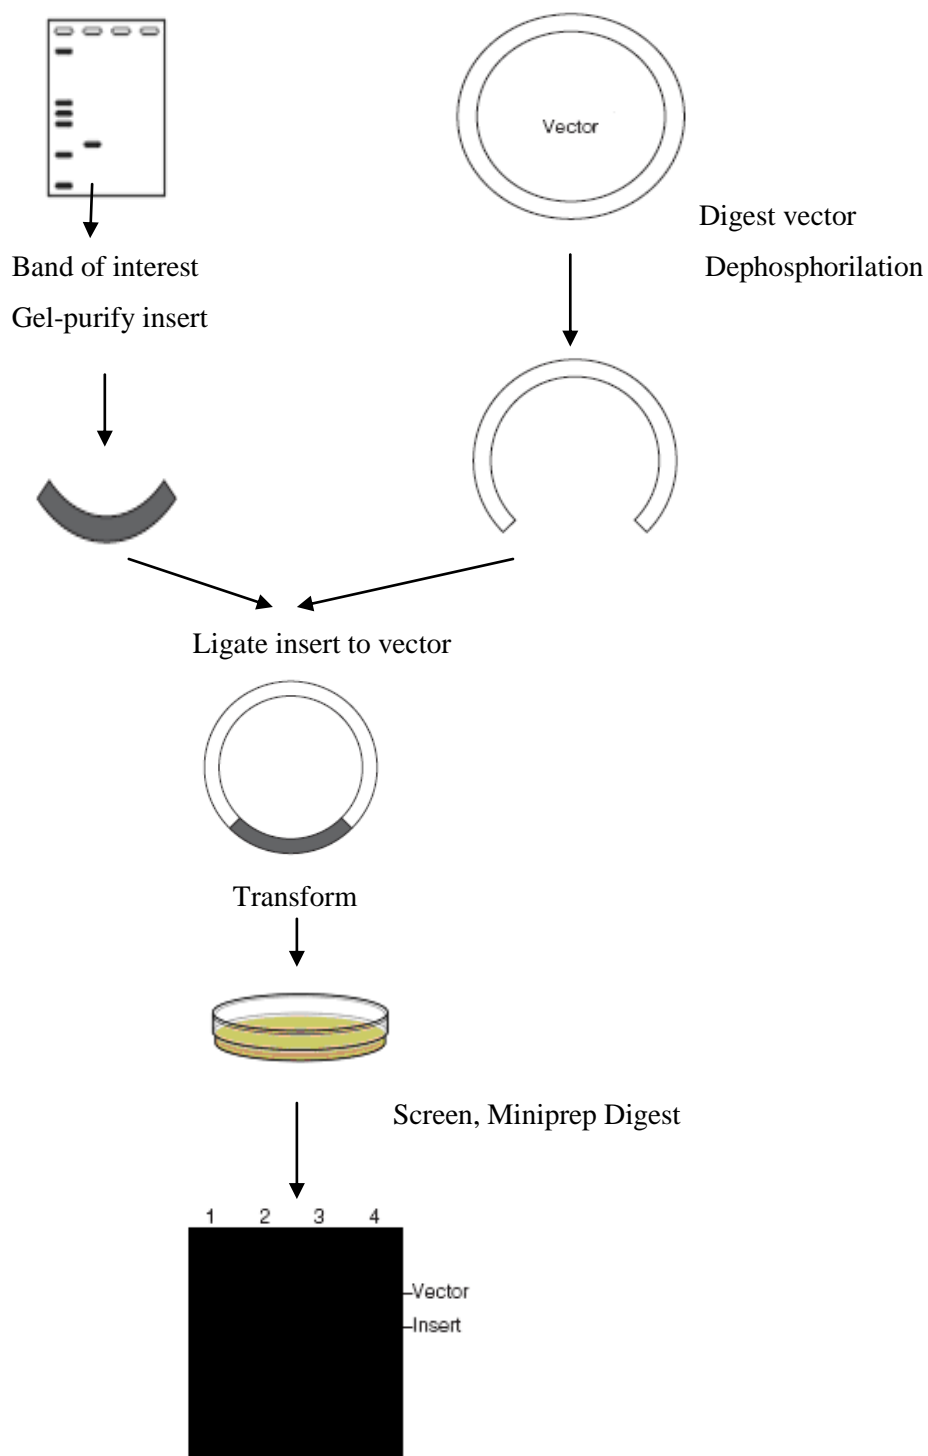 Vector
Digest vector
Dephosphorilation
Band of interest
Gel-purify insert
Ligate insert to vector
Transform
Screen, Miniprep Digest
1 2 3 4
Vector
Insert